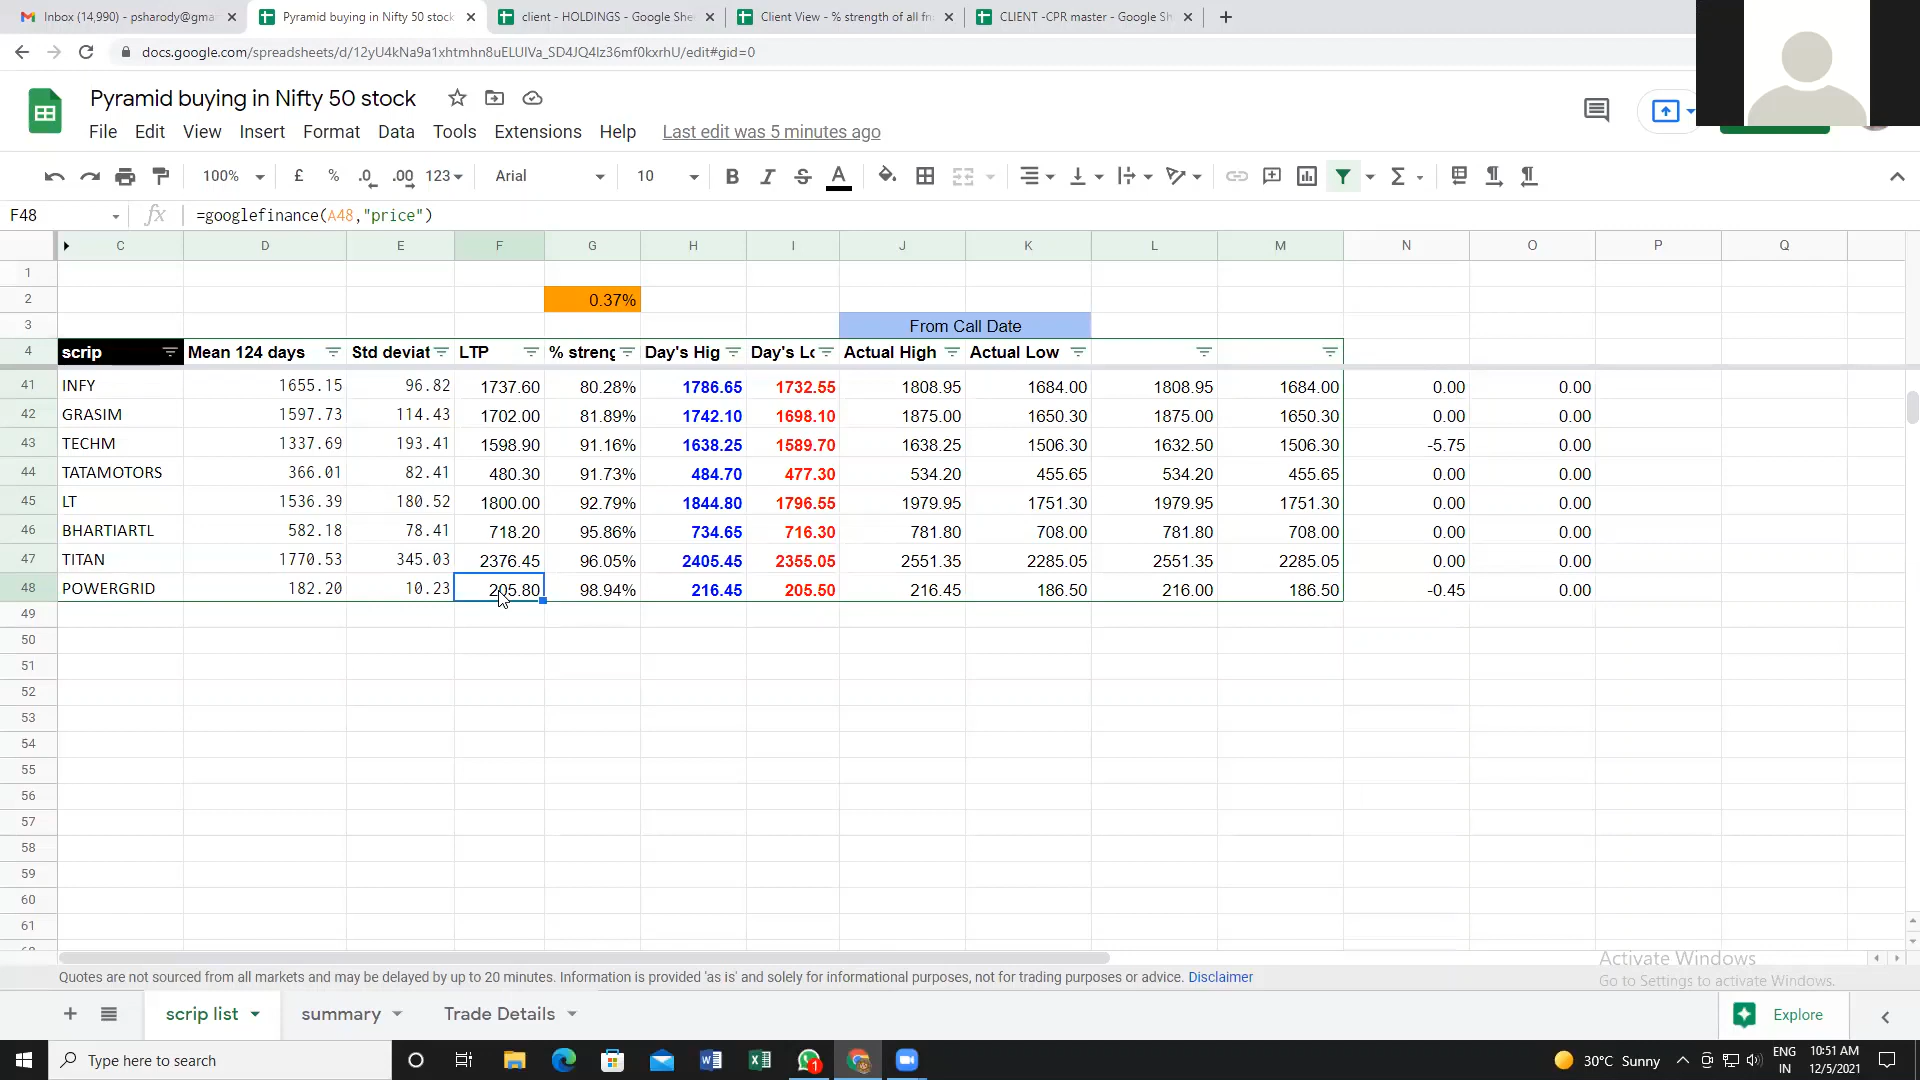 Inbox (14,990) - psharody@gma
Pyramid buying in Nifty 50 stock
client - HOLDINGS - Google She
Client View - % strength of all fn
CLIENT -CPR master - Google Sh
docs.google.com/spreadsheets/d/12yU4kNa9a1xhtmhn8uELUIVa_SD4JQ4lz36mf0kxrhU/edit#gid=0
Pyramid buying in Nifty 50 stock
File Edit View Insert Format Data Tools Extensions Help Last edit was 5 minutes ago
100% £ % .0 .00 123 Arial 10 B I S A
F48 fx =googlefinance(A48,"price")
C D E F G H I J K L M N O P Q
1
2 0.37%
3 From Call Date
4 scrip Mean 124 days Std deviat LTP % streng Day's Hig Day's Lo Actual High Actual Low
41 INFY 1655.15 96.82 1737.60 80.28% 1786.65 1732.55 1808.95 1684.00 1808.95 1684.00 0.00 0.00
42 GRASIM 1597.73 114.43 1702.00 81.89% 1742.10 1698.10 1875.00 1650.30 1875.00 1650.30 0.00 0.00
43 TECHM 1337.69 193.41 1598.90 91.16% 1638.25 1589.70 1638.25 1506.30 1632.50 1506.30 -5.75 0.00
44 TATAMOTORS 366.01 82.41 480.30 91.73% 484.70 477.30 534.20 455.65 534.20 455.65 0.00 0.00
45 LT 1536.39 180.52 1800.00 92.79% 1844.80 1796.55 1979.95 1751.30 1979.95 1751.30 0.00 0.00
46 BHARTIARTL 582.18 78.41 718.20 95.86% 734.65 716.30 781.80 708.00 781.80 708.00 0.00 0.00
47 TITAN 1770.53 345.03 2376.45 96.05% 2405.45 2355.05 2551.35 2285.05 2551.35 2285.05 0.00 0.00
48 POWERGRID 182.20 10.23 205.80 98.94% 216.45 205.50 216.45 186.50 216.00 186.50 -0.45 0.00
49
50
51
52
53
54
55
56
57
58
59
60
61
Activate Windows
Quotes are not sourced from all markets and may be delayed by up to 20 minutes. Information is provided 'as is' and solely for informational purposes, not for trading purposes or advice. Disclaimer
Go to Settings to activate Windows.
scrip list summary Trade Details Explore
Type here to search
1
30°C Sunny
ENG
IN
10:51 AM
12/5/2021